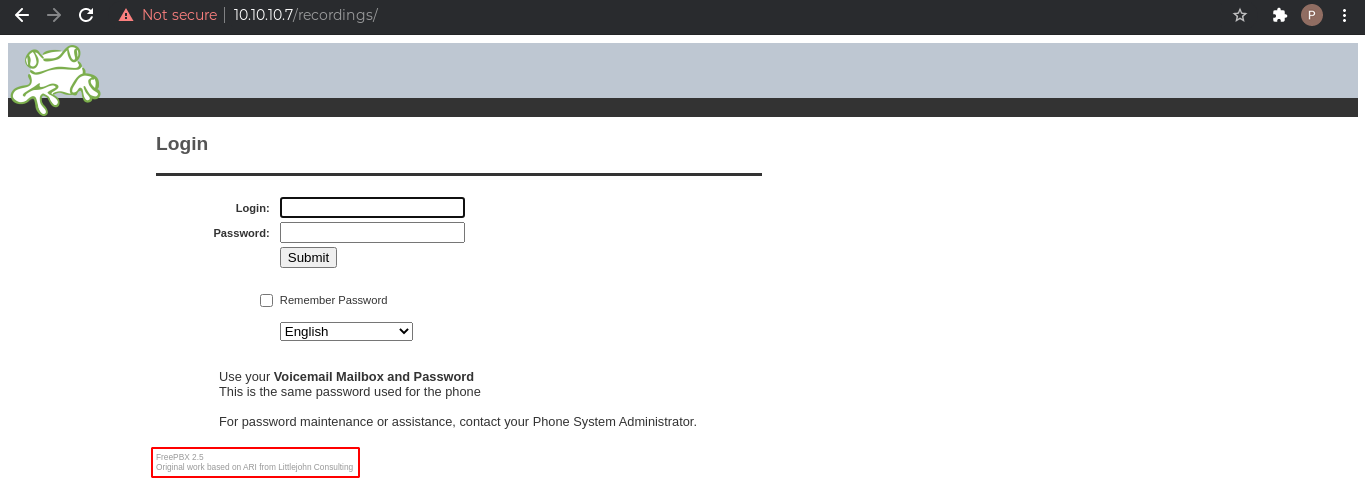 Not secure 10.10.10.7/recordings/
P
Login
Login:
Password:
Submit
Remember Password
English
Use your Voicemail Mailbox and Password
This is the same password used for the phone
For password maintenance or assistance, contact your Phone System Administrator.
FreePBX 2.5
Original work based on ARI from Littlejohn Consulting